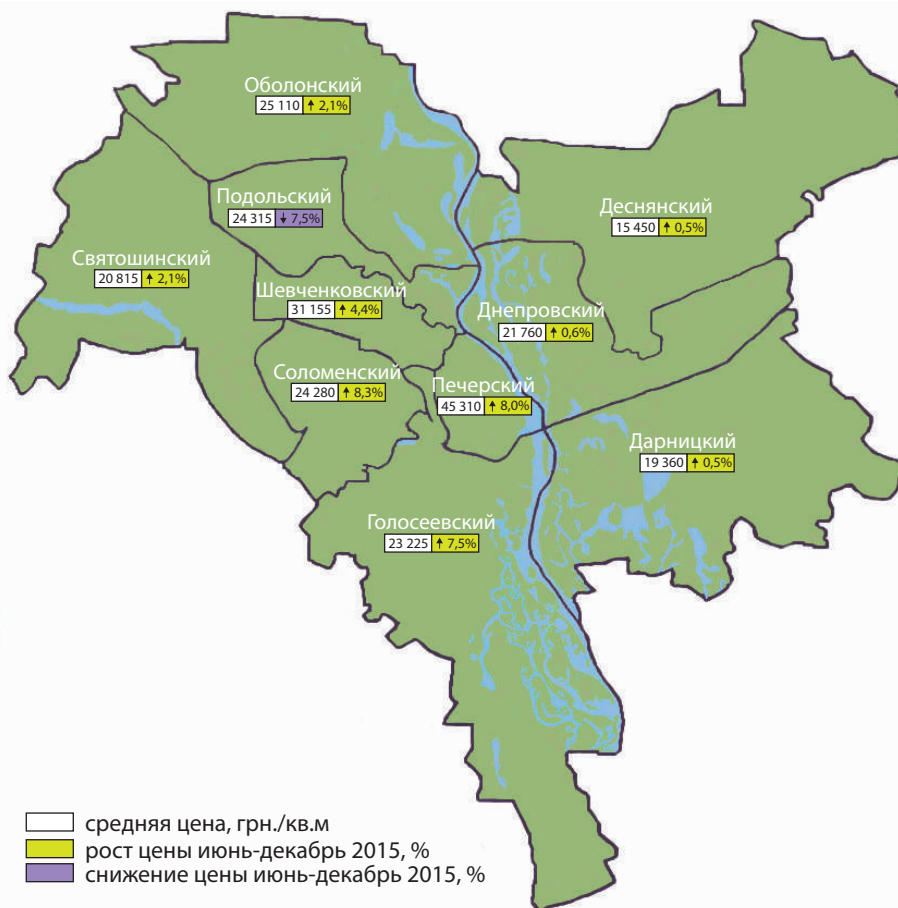 Оболонский
25 110 ↑ 2,1%
Подольский
24 315 ↓ 7,5%
Деснянский
15 450 ↑ 0,5%
Святошинский
20 815 ↑ 2,1%
Шевченковский
31 155 ↑ 4,4%
Днепровский
21 760 ↑ 0,6%
Соломенский
24 280 ↑ 8,3%
Печерский
45 310 ↑ 8,0%
Дарницкий
19 360 ↑ 0,5%
Голосеевский
23 225 ↑ 7,5%
средняя цена, грн./кв.м
рост цены июнь-декабрь 2015, %
снижение цены июнь-декабрь 2015, %